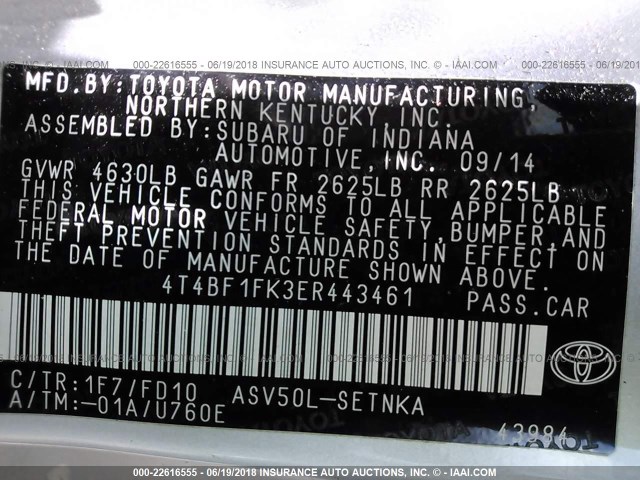 000-22616555 - 06/19/2018 - INSURANCE AUTO AUCTIONS, INC. © - IAAI.COM
MFD.BY:TOYOTA MOTOR MANUFACTURING,
NORTHERN KENTUCKY INC.
ASSEMBLED BY:SUBARU OF INDIANA
AUTOMOTIVE,INC. 09/14
GVWR 4630LB GAWR FR 2625LB RR 2625LB
THIS VEHICLE CONFORMS TO ALL APPLICABLE
FEDERAL MOTOR VEHICLE SAFETY,BUMPER,AND
THEFT PREVENTION STANDARDS IN EFFECT ON
THE DATE OF MANUFACTURE SHOWN ABOVE.
4T4BF1FK3ER443461 PASS.CAR
C/TR:1F7/FD10 ASV50L-SETNKA
A/TM:-01A/U760E 43984
000-22616555 - 06/19/2018 - INSURANCE AUTO AUCTIONS, INC. © - IAAI.COM